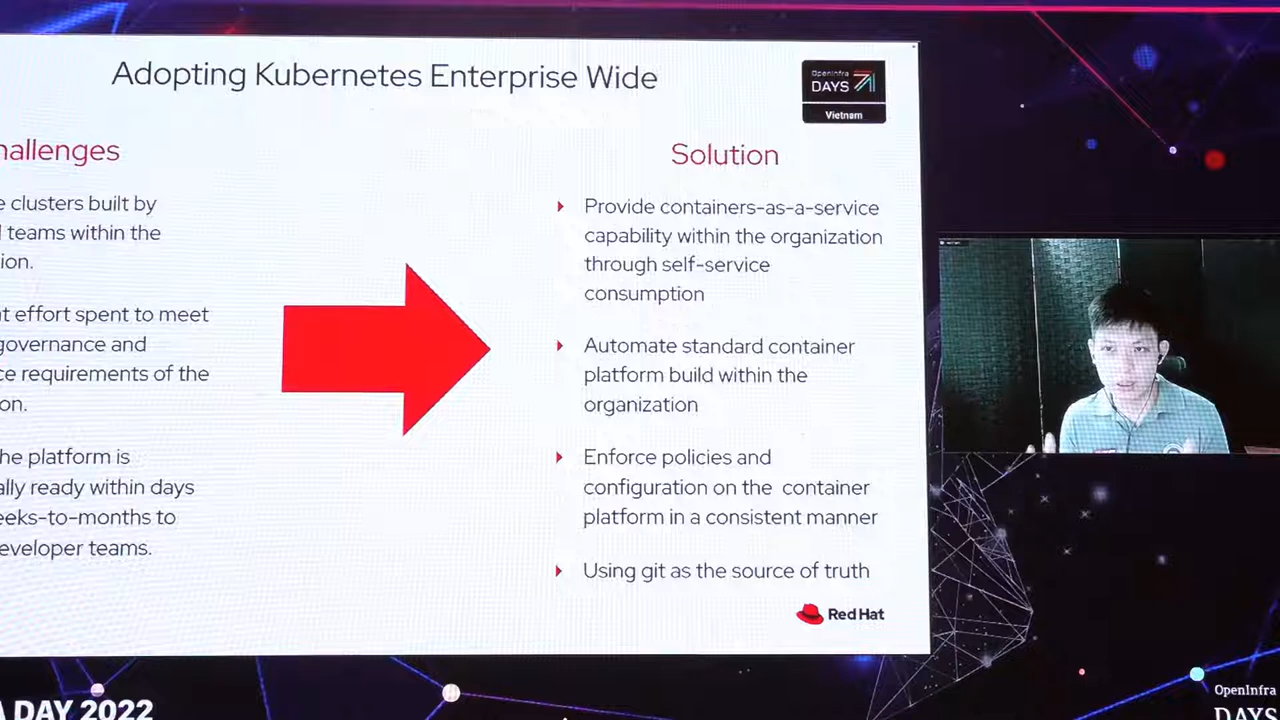 Adopting Kubernetes Enterprise Wide
OpenInfra
DAYS
Vietnam
hallenges
e clusters built by
l teams within the
ion.
nt effort spent to meet
governance and
ce requirements of the
on.
he platform is
ally ready within days
eeks-to-months to
eveloper teams.
Solution
Provide containers-as-a-service
capability within the organization
through self-service
consumption
Automate standard container
platform build within the
organization
Enforce policies and
configuration on the container
platform in a consistent manner
Using git as the source of truth
Red Hat
A DAY 2022
OpenInfra
DAYS